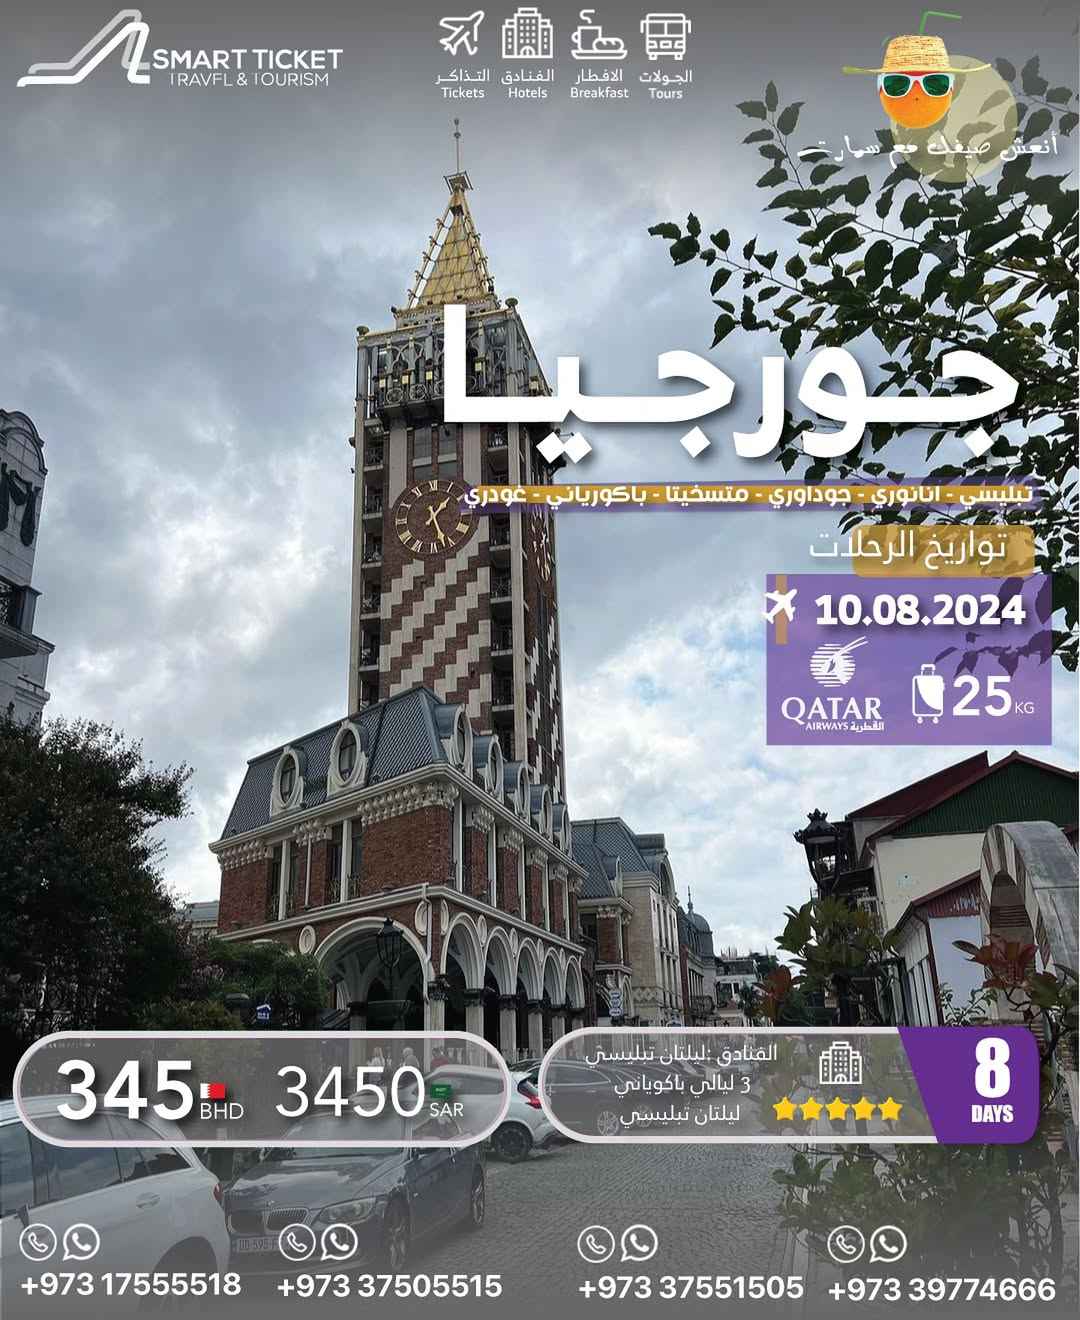 SMART TICKET
TRAVEL & TOURISM
التذاكر
Tickets
الفنادق
Hotels
الافطار
Breakfast
الجولات
Tours
أنعش صيفك مع سمارت
جورجيا
تبليسي - أنانوري - جوداوري - متسخيتا - باكورياني - غودري
تواريخ الرحلات
10.08.2024
QATAR
AIRWAYS القطرية
25 KG
345 BHD
3450 SAR
الفنادق :ليلتان تبليسي
3 ليالي باكوياني
ليلتان تبليسي
8
DAYS
+973 17555518
+973 37505515
+973 37551505
+973 39774666